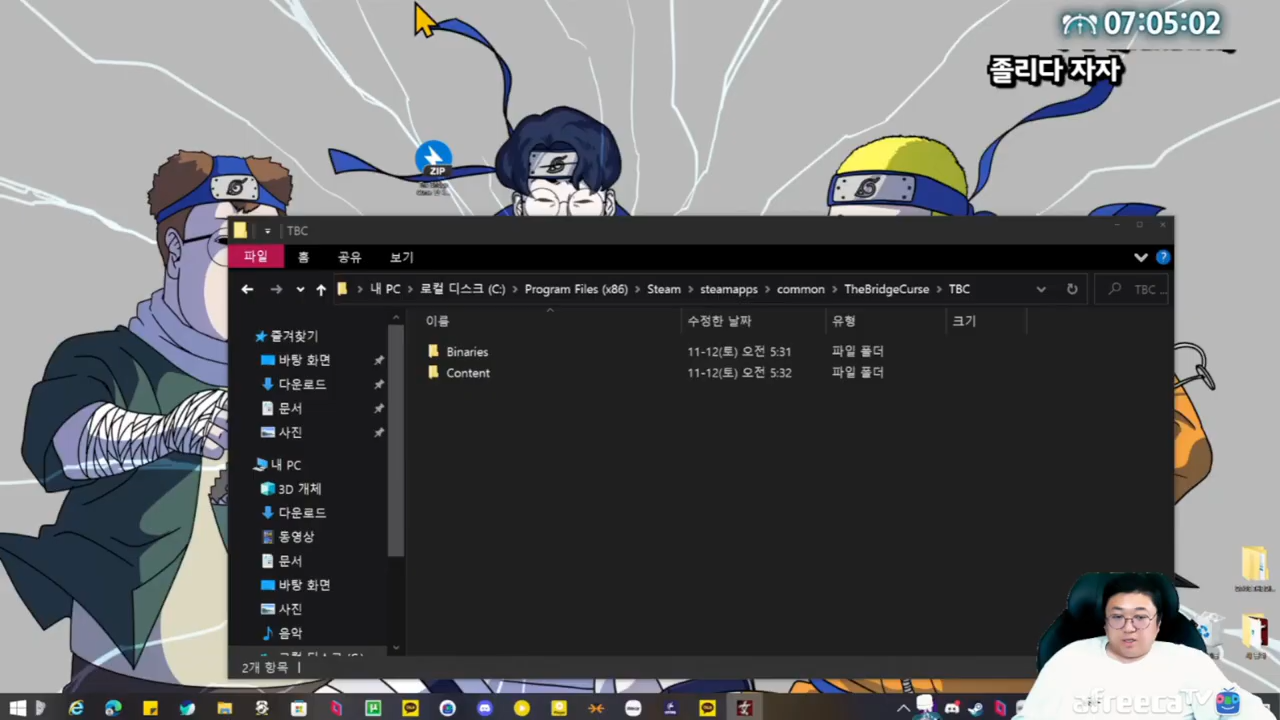 07:05:02
졸리다 자자
ZIP
TBC
파일
홈
공유
보기
내 PC
로컬 디스크 (C:)
Program Files (x86)
Steam
steamapps
common
TheBridgeCurse
TBC
TBC ...
이름
수정한 날짜
유형
크기
즐겨찾기
바탕 화면
다운로드
문서
사진
내 PC
3D 개체
다운로드
동영상
문서
바탕 화면
사진
음악
Binaries
11-12(토) 오전 5:31
파일 폴더
Content
11-12(토) 오전 5:32
파일 폴더
2개 항목
afreecaTV